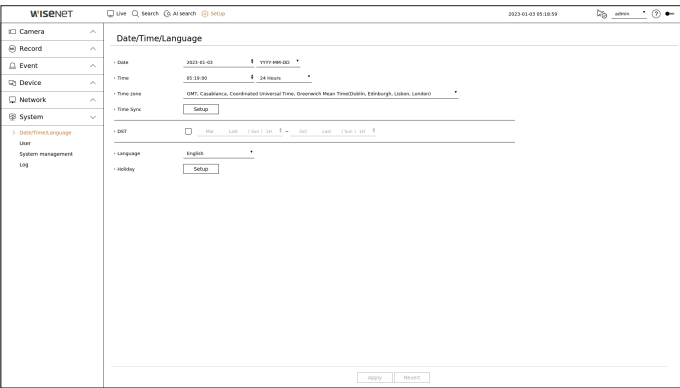 WISENET Live Search AI search Setup 2023-01-03 05:18:59 admin ?
Camera
Record
Event
Device
Network
System
Date/Time/Language
User
System management
Log
Date/Time/Language
Date 2023-01-03 YYYY-MM-DD
Time 05:19:00 24 Hours
Time zone GMT, Casablanca, Coordinated Universal Time, Greenwich Mean Time(Dublin, Edinburgh, Lisbon, London)
Time Sync Setup
DST Mar Last ( Sun ) 1H ~ Oct Last ( Sun ) 1H
Language English
Holiday Setup
Apply Revert